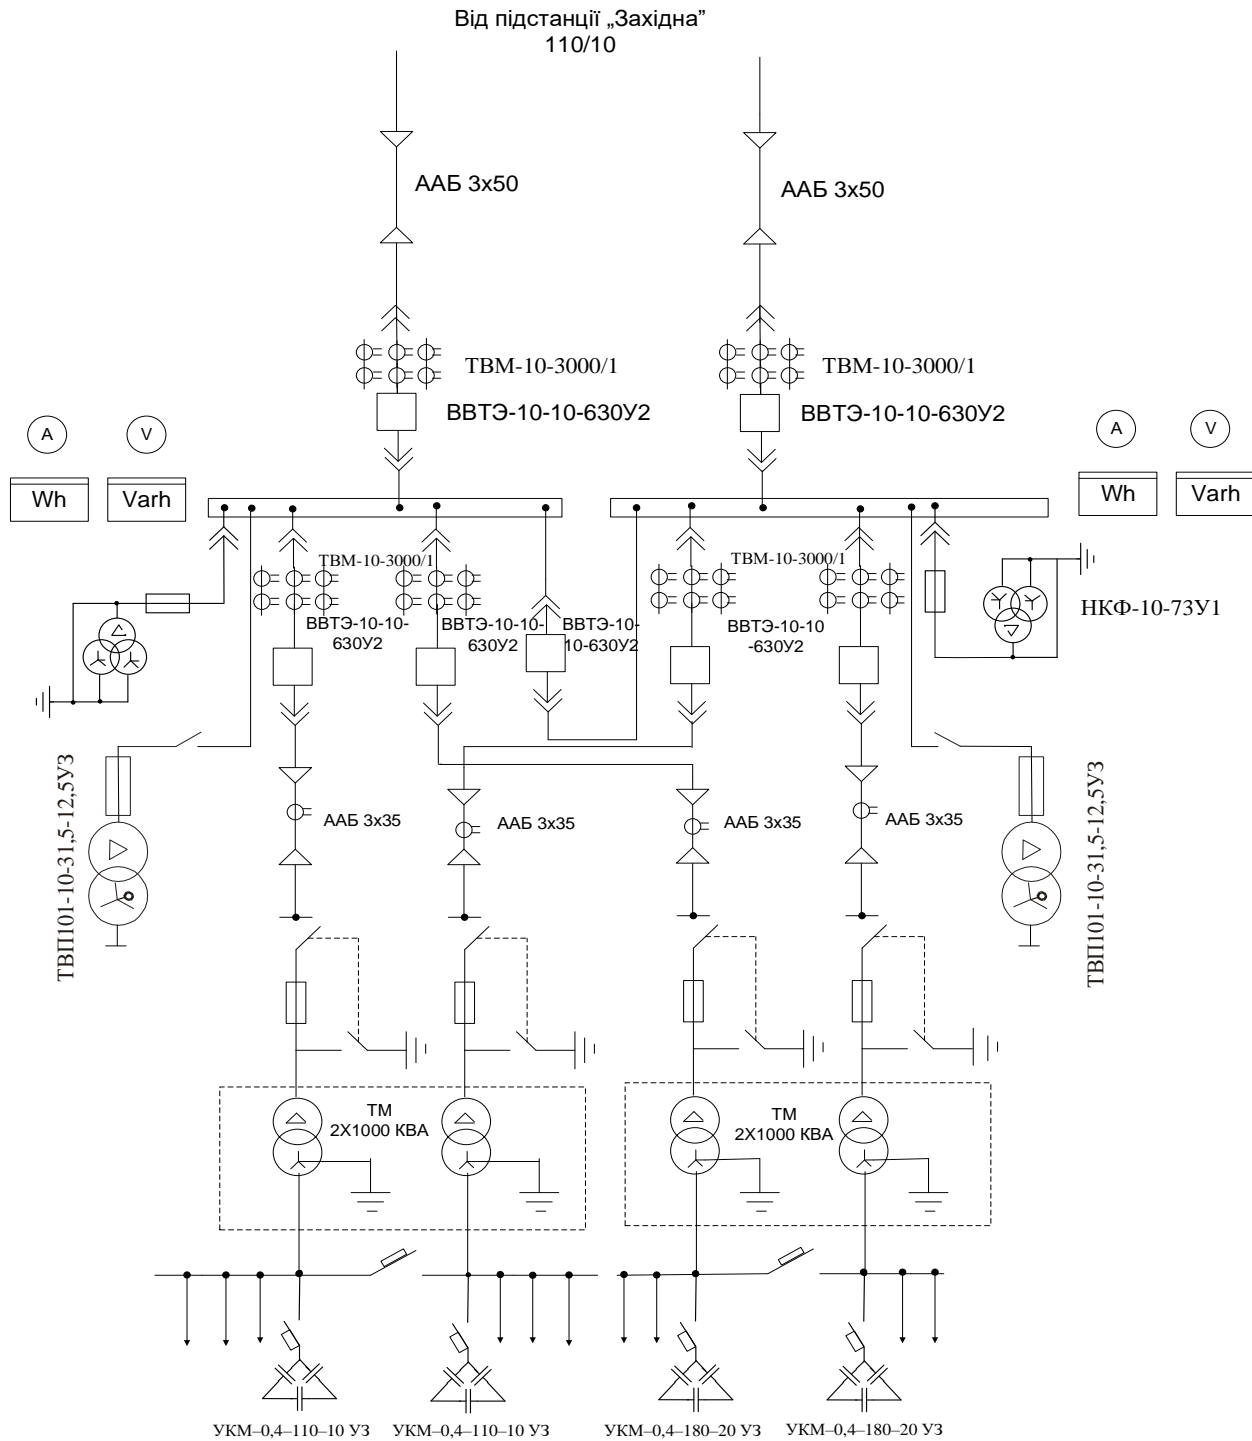 Від підстанції „Західна”
110/10
ААБ 3х50
ААБ 3х50
ТВМ-10-3000/1
ТВМ-10-3000/1
ВВТЭ-10-10-630У2
ВВТЭ-10-10-630У2
A
V
A
V
Wh
Varh
Wh
Varh
ТВМ-10-3000/1
ТВМ-10-3000/1
НКФ-10-73У1
ВВТЭ-10-10-
630У2
ВВТЭ-10-10-
630У2
ВВТЭ-10-
10-630У2
ВВТЭ-10-10
-630У2
ТВП101-10-31,5-12,5УЗ
ААБ 3х35
ААБ 3х35
ААБ 3х35
ААБ 3х35
ТВП101-10-31,5-12,5УЗ
ТМ
2Х1000 КВА
ТМ
2Х1000 КВА
УКМ–0,4–110–10 УЗ
УКМ–0,4–110–10 УЗ
УКМ–0,4–180–20 УЗ
УКМ–0,4–180–20 УЗ